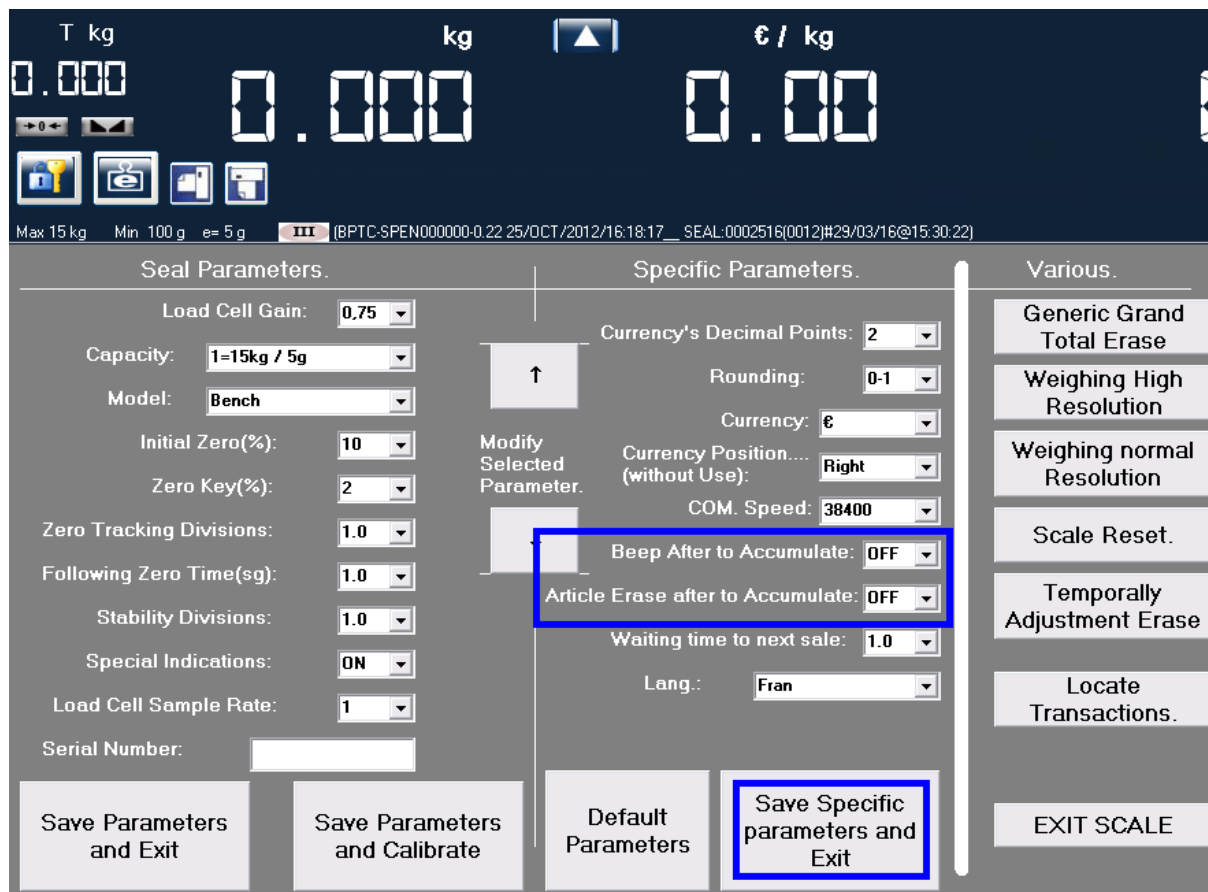 T kg
kg
€ / kg
0.000
0.000
0.00
→0←
e
Max 15 kg Min 100 g e= 5 g III (BPTC-SPEN000000-0.22 25/OCT/2012/16:18:17__ SEAL:0002516(0012)#29/03/16@15:30:22)
Seal Parameters.
Load Cell Gain: 0,75
Capacity: 1=15kg / 5g
Model: Bench
Initial Zero(%): 10
Zero Key(%): 2
Zero Tracking Divisions: 1.0
Following Zero Time(sg): 1.0
Stability Divisions: 1.0
Special Indications: ON
Load Cell Sample Rate: 1
Serial Number:
Save Parameters
and Exit
Save Parameters
and Calibrate
↑
Modify
Selected
Parameter.
Specific Parameters.
Currency's Decimal Points: 2
Rounding: 0-1
Currency: €
Currency Position....
(without Use): Right
COM. Speed: 38400
Beep After to Accumulate: OFF
Article Erase after to Accumulate: OFF
Waiting time to next sale: 1.0
Lang.: Fran
Default
Parameters
Save Specific
parameters and
Exit
Various.
Generic Grand
Total Erase
Weighing High
Resolution
Weighing normal
Resolution
Scale Reset.
Temporally
Adjustment Erase
Locate
Transactions.
EXIT SCALE